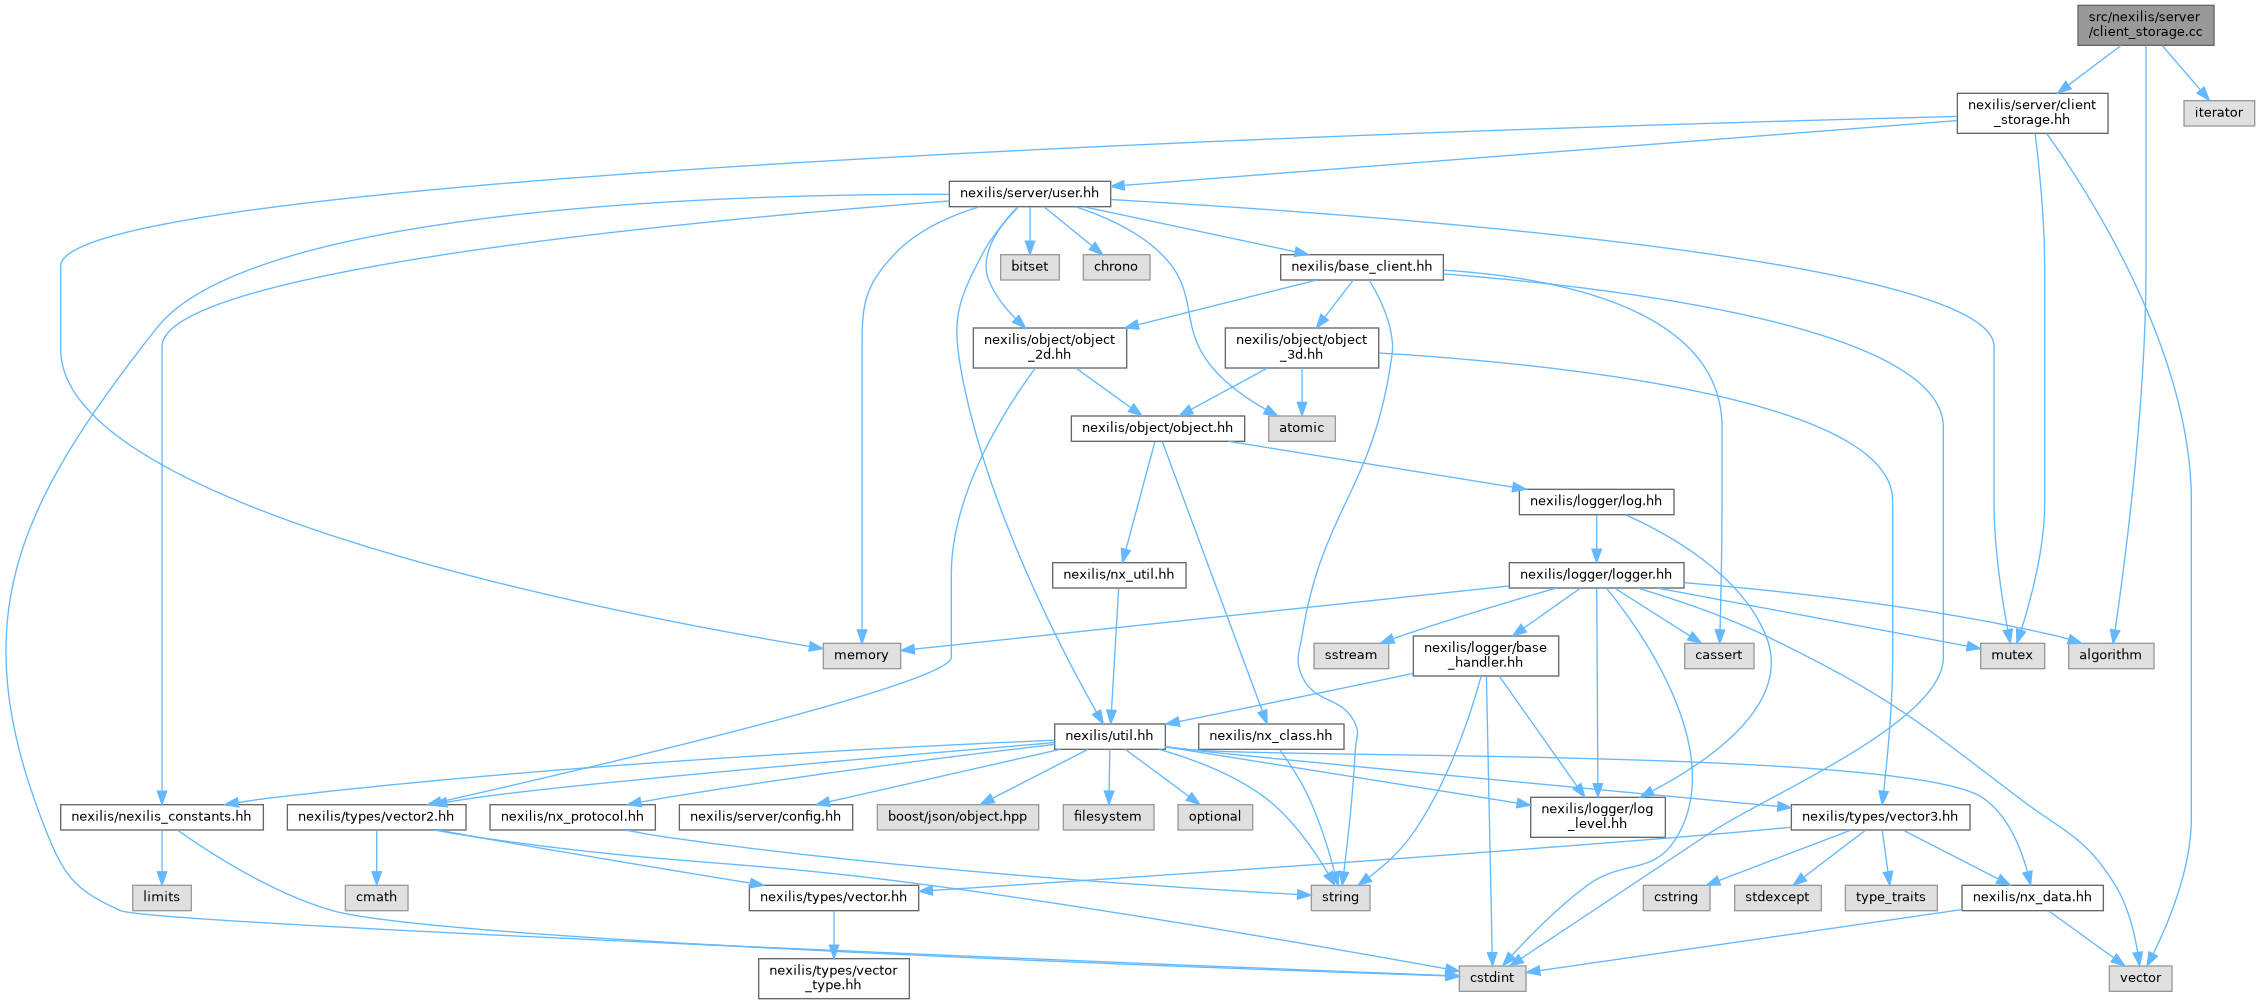 src/nexilis/server
/client_storage.cc
nexilis/server/client
_storage.hh
iterator
nexilis/server/user.hh
bitset
chrono
nexilis/base_client.hh
nexilis/object/object
_2d.hh
nexilis/object/object
_3d.hh
nexilis/object/object.hh
atomic
nexilis/logger/log.hh
nexilis/nx_util.hh
nexilis/logger/logger.hh
memory
sstream
nexilis/logger/base
_handler.hh
cassert
mutex
algorithm
nexilis/util.hh
nexilis/nx_class.hh
nexilis/nexilis_constants.hh
nexilis/types/vector2.hh
nexilis/nx_protocol.hh
nexilis/server/config.hh
boost/json/object.hpp
filesystem
optional
nexilis/logger/log
_level.hh
nexilis/types/vector3.hh
limits
cmath
nexilis/types/vector.hh
string
cstring
stdexcept
type_traits
nexilis/nx_data.hh
nexilis/types/vector
_type.hh
cstdint
vector